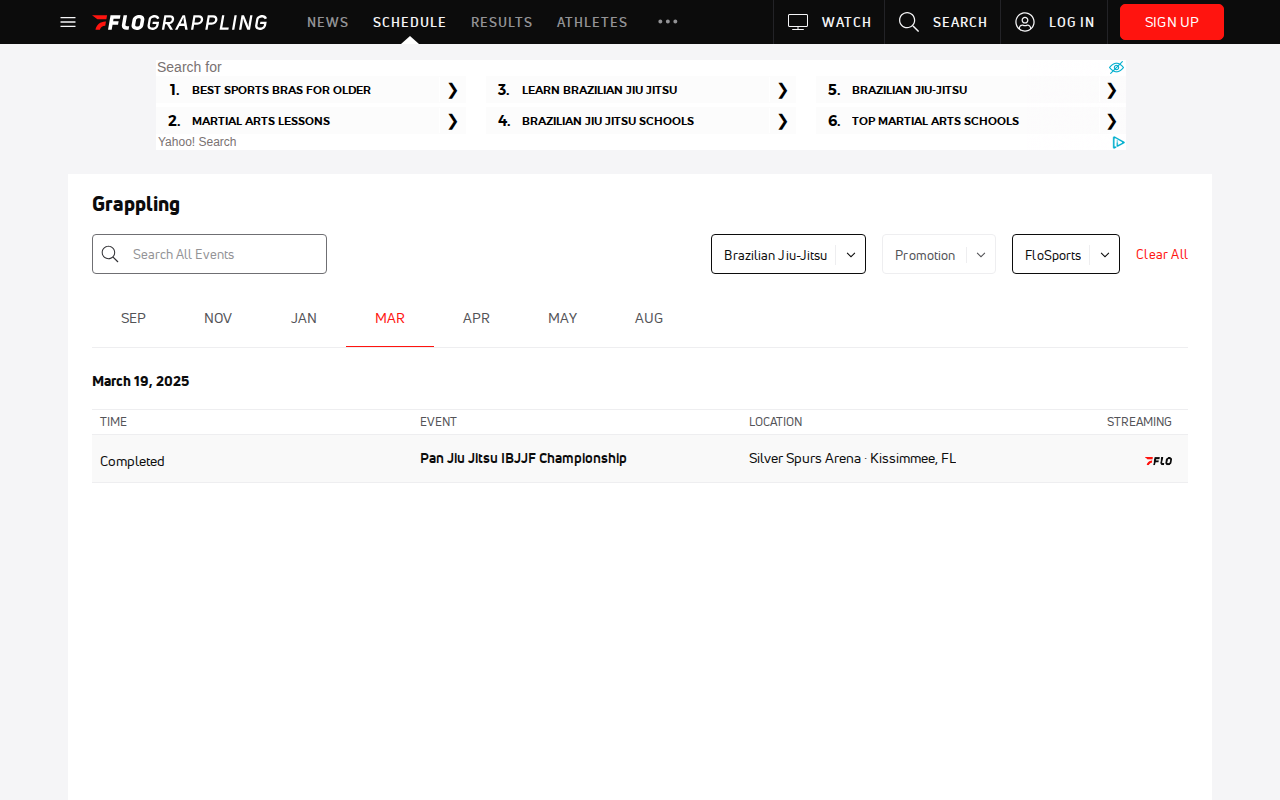 FLOGRAPPLING NEWS SCHEDULE RESULTS ATHLETES ••• WATCH SEARCH LOG IN SIGN UP
Search for
1. BEST SPORTS BRAS FOR OLDER ❯ 3. LEARN BRAZILIAN JIU JITSU ❯ 5. BRAZILIAN JIU-JITSU ❯
2. MARTIAL ARTS LESSONS ❯ 4. BRAZILIAN JIU JITSU SCHOOLS ❯ 6. TOP MARTIAL ARTS SCHOOLS ❯
Yahoo! Search
Grappling
Search All Events Brazilian Jiu-Jitsu Promotion FloSports Clear All
SEP NOV JAN MAR APR MAY AUG
March 19, 2025
TIME EVENT LOCATION STREAMING
Completed Pan Jiu Jitsu IBJJF Championship Silver Spurs Arena · Kissimmee, FL FLO